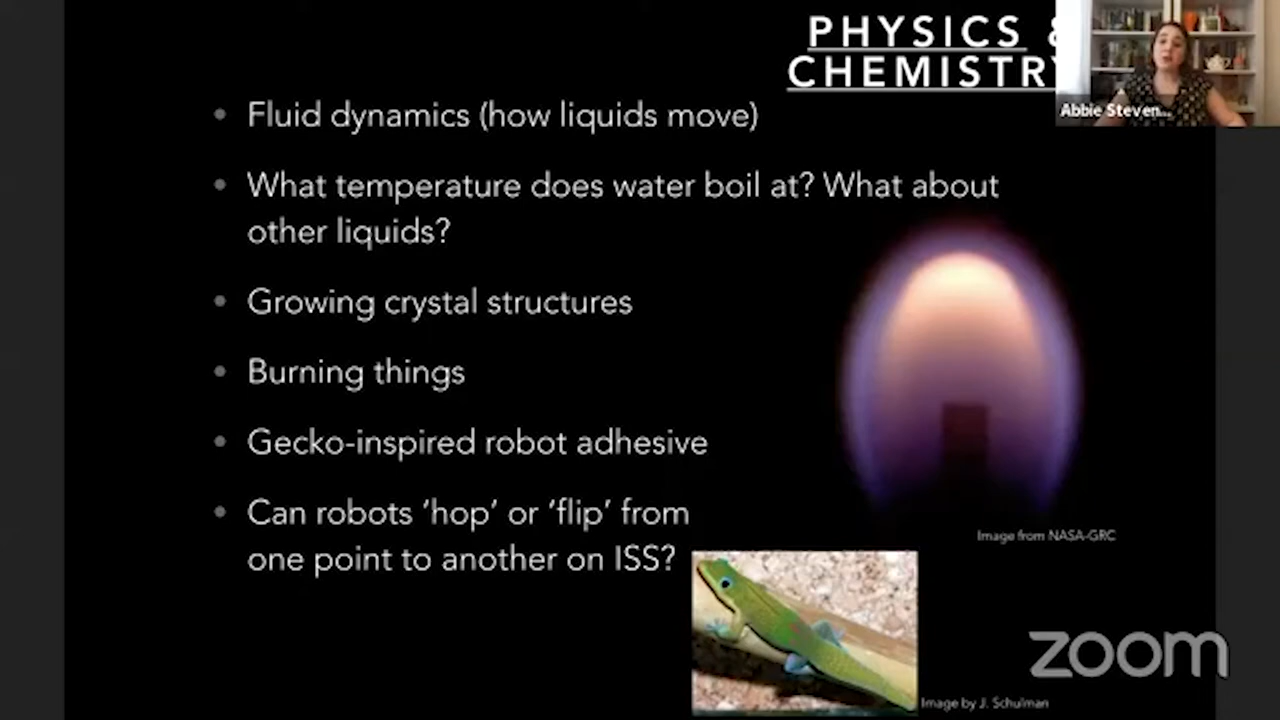 PHYSICS &
CHEMISTRY
Abbie Steven...
• Fluid dynamics (how liquids move)
• What temperature does water boil at? What about
other liquids?
• Growing crystal structures
• Burning things
• Gecko-inspired robot adhesive
• Can robots ‘hop’ or ‘flip’ from
one point to another on ISS?
Image from NASA-GRC
zoom
Image by J. Schulman